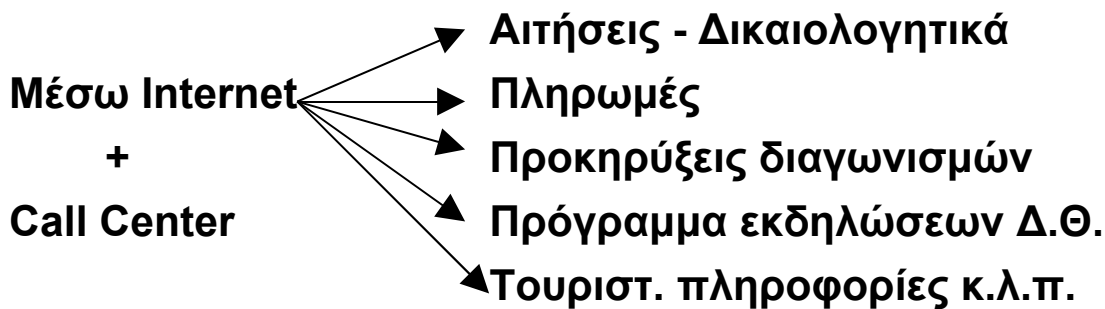 Μέσω Internet
+
Call Center
Αιτήσεις - Δικαιολογητικά
Πληρωμές
Προκηρύξεις διαγωνισμών
Πρόγραμμα εκδηλώσεων Δ.Θ.
Τουριστ. πληροφορίες κ.λ.π.